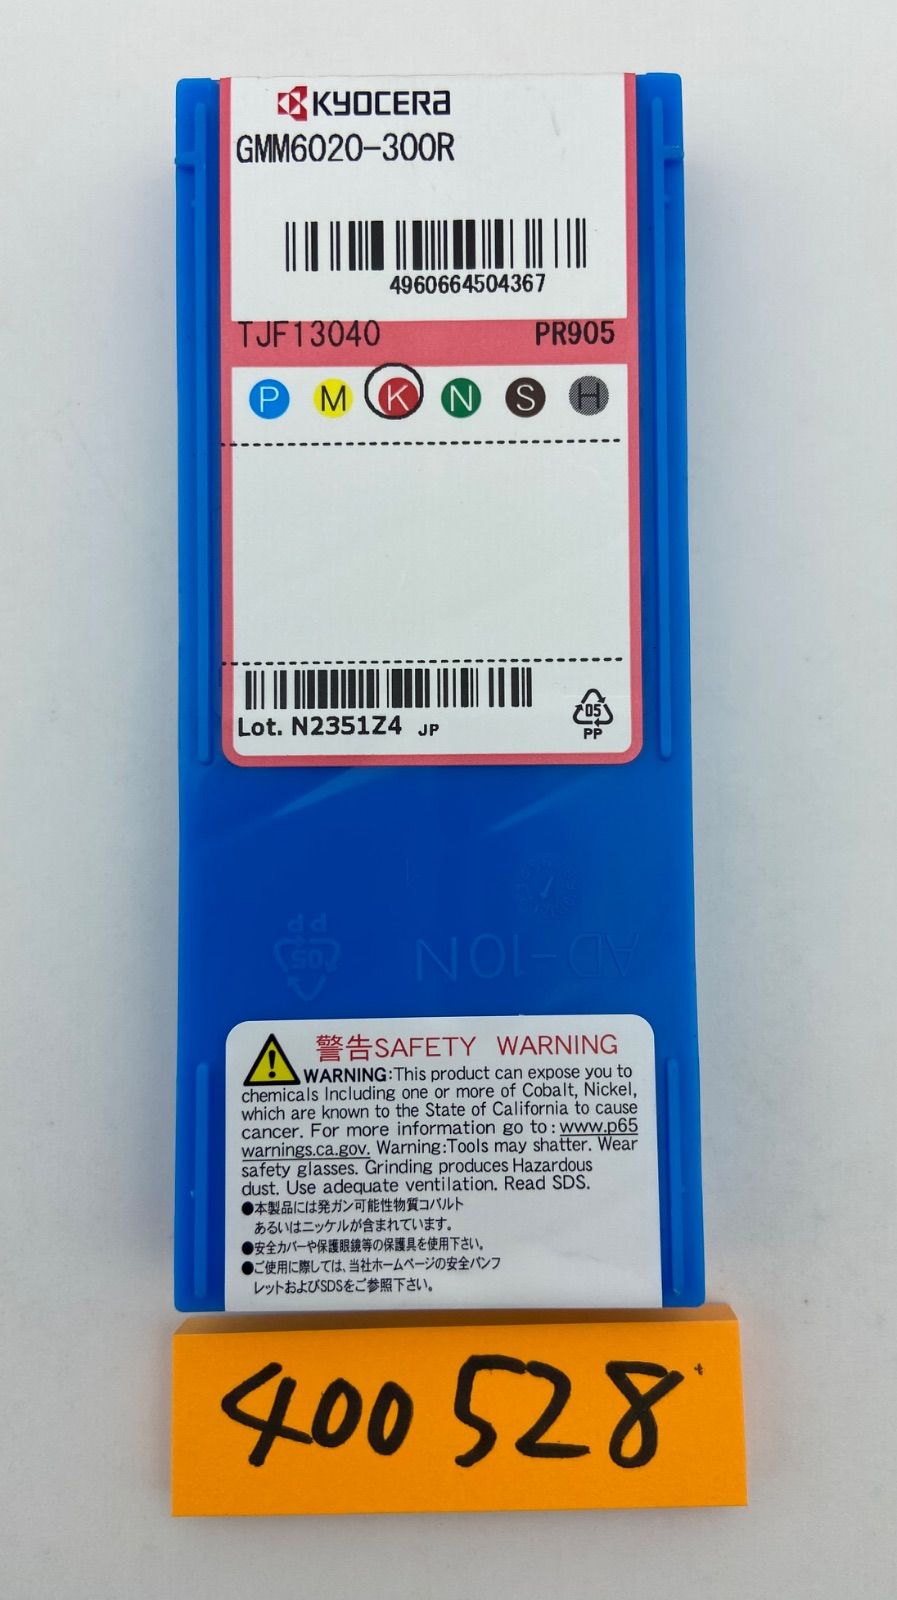 KYOCERA
GMM6020-300R
4960664504367
TJF13040 PR905
P M K N S H
05
PP
Lot. N2351Z4 JP
AD-10N
05
PP
警告SAFETY WARNING
WARNING:This product can expose you to
chemicals Including one or more of Cobalt, Nickel,
which are known to the State of California to cause
cancer. For more information go to: www.p65
warnings.ca.gov. Warning:Tools may shatter. Wear
safety glasses. Grinding produces Hazardous
dust. Use adequate ventilation. Read SDS.
●本製品には発ガン可能性物質コバルト
あるいはニッケルが含まれています。
●安全カバーや保護眼鏡等の保護具を使用下さい。
●ご使用に際しては、当社ホームページの安全パンフ
レットおよびSDSをご参照下さい。
400528